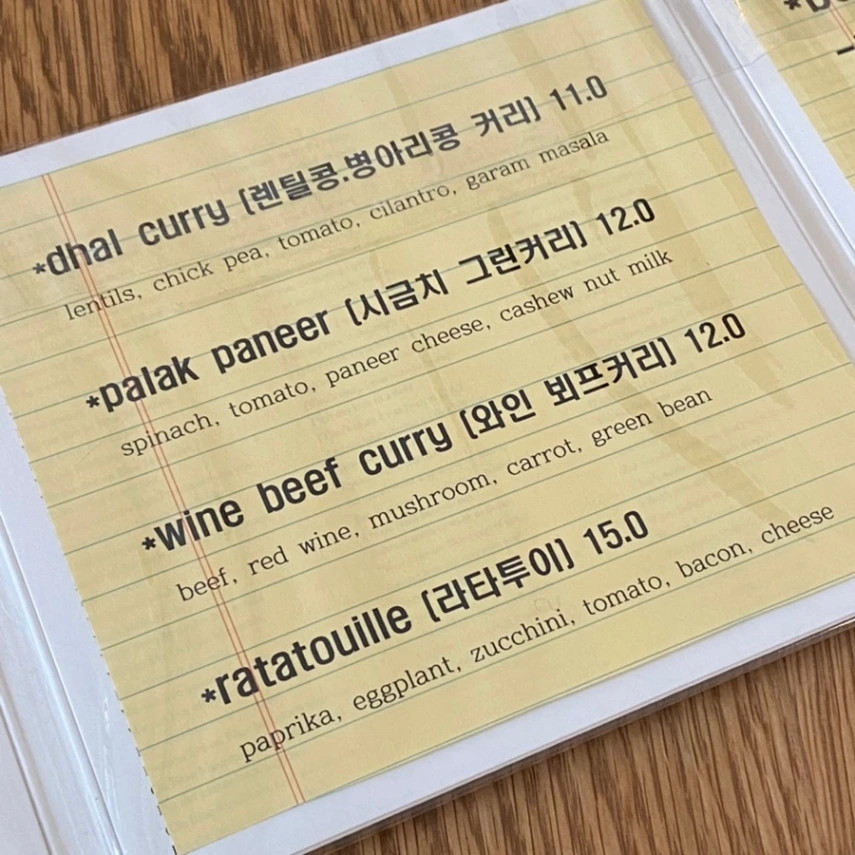 *dhal curry (렌틸콩.병아리콩 커리) 11.0
lentils, chick pea, tomato, cilantro, garam masala
*palak paneer (시금치 그린커리) 12.0
spinach, tomato, paneer cheese, cashew nut milk
*wine beef curry (와인 뵈프커리) 12.0
beef, red wine, mushroom, carrot, green bean
*ratatouille (라타투이) 15.0
paprika, eggplant, zucchini, tomato, bacon, cheese